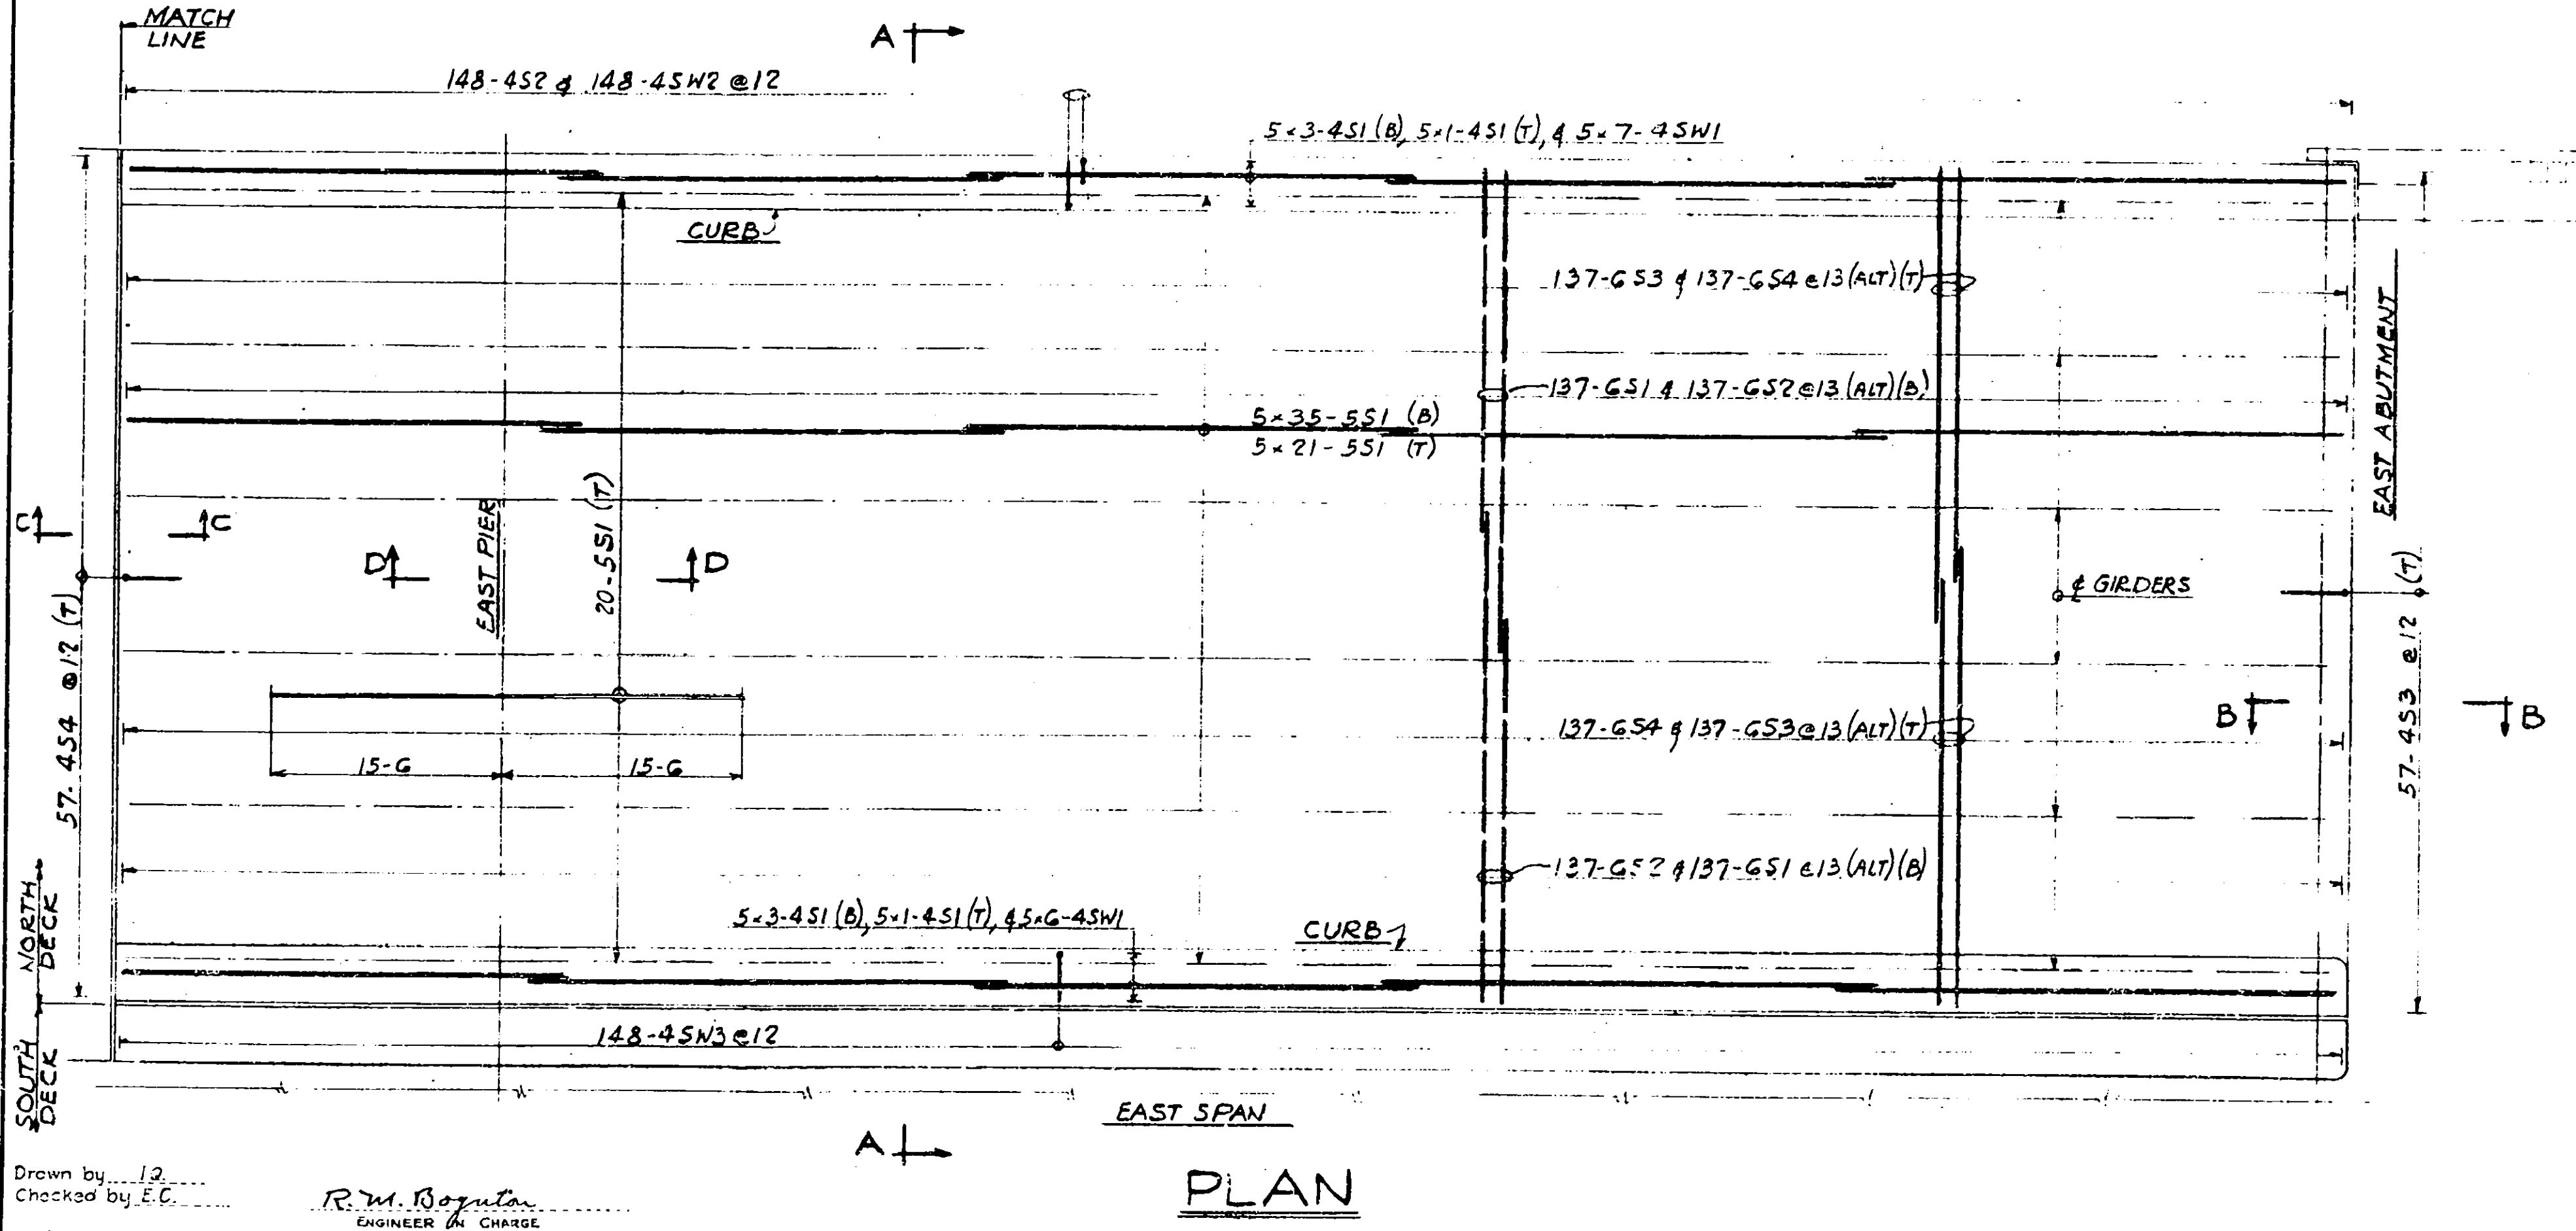 MATCH
LINE
A
148-4S2 & 148-4SW2 @12
5×3-4S1 (B), 5×1-4S1 (T), & 5×7-4SW1
CURB
137-6S3 & 137-6S4 @13 (ALT)(T)
EAST ABUTMENT
137-6S1 & 137-6S2 @13 (ALT)(B)
5×35-5S1 (B)
5×21-5S1 (T)
20-5S1 (T)
C
C
D
D
EAST PIER
57-4S4 @12 (T)
℄ GIRDERS
57-4S3 @12 (T)
B
B
137-6S4 & 137-6S3 @13 (ALT)(T)
15-6
15-6
137-6S2 & 137-6S1 @13 (ALT)(B)
NORTH
DECK
5×3-4S1 (B), 5×1-4S1 (T), & 5×6-4SW1
CURB
148-4SW3 @12
SOUTH
DECK
EAST SPAN
A
PLAN
Drawn by
Checked by E.C.
R. M. Boynton
ENGINEER IN CHARGE